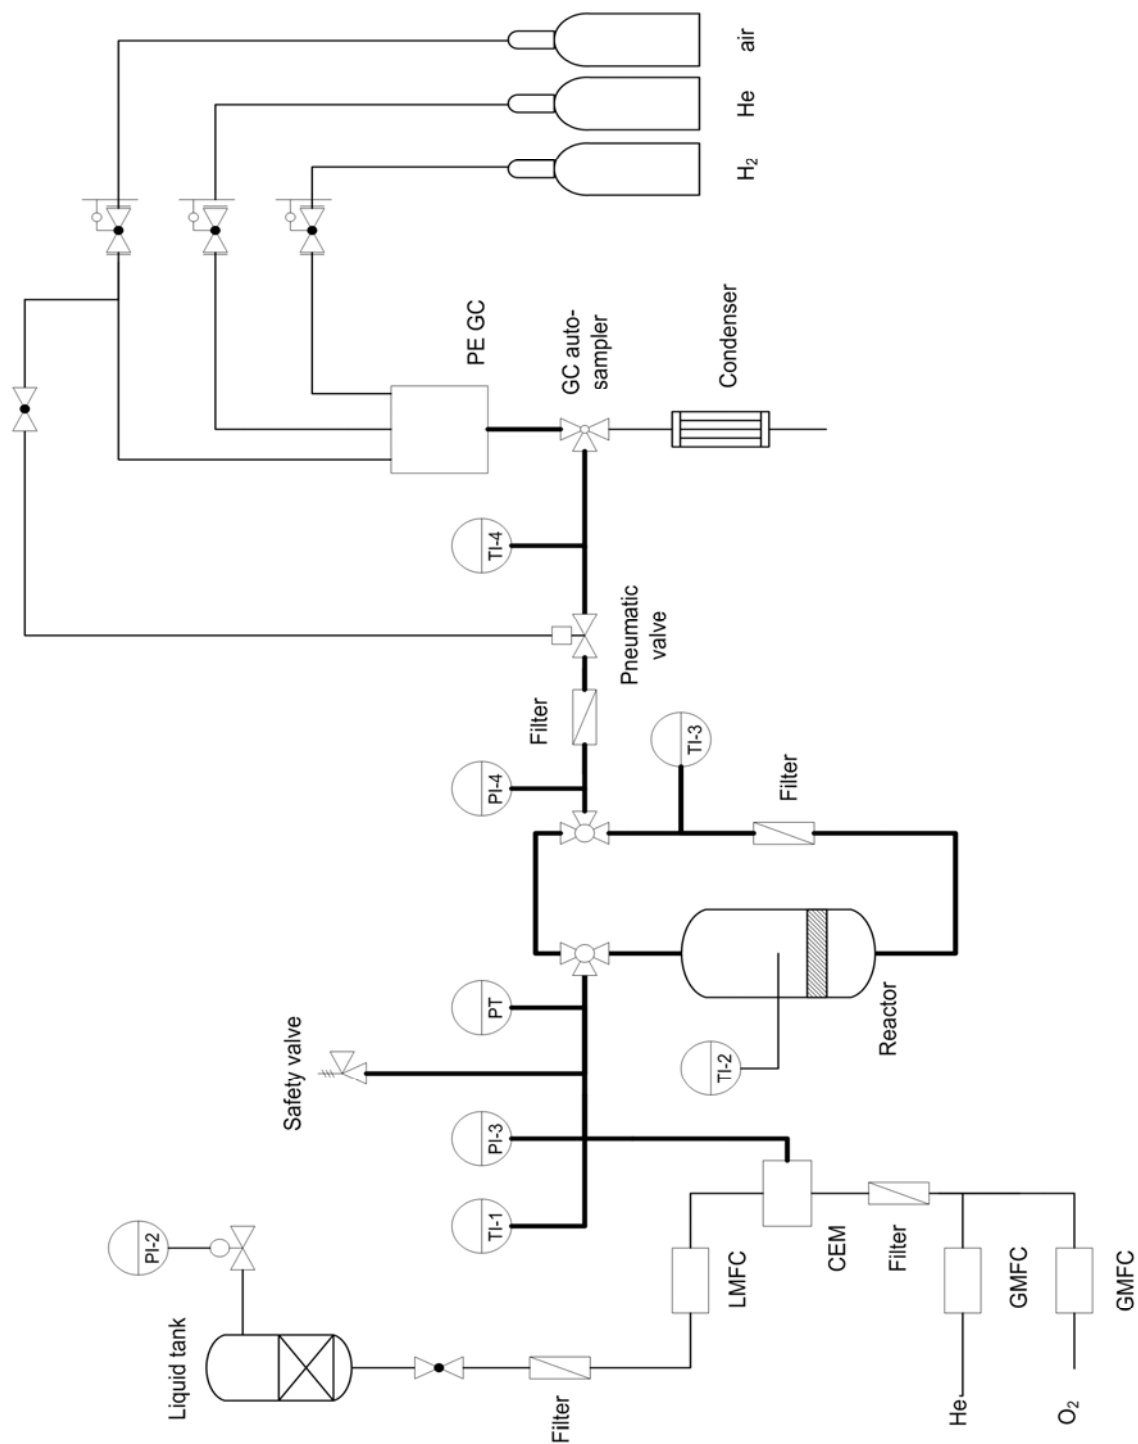 air
He
H₂
PE GC
GC auto-
sampler
Condenser
TI-4
Pneumatic
valve
Filter
PI-4
TI-3
Filter
PT
Safety valve
Reactor
TI-2
PI-3
TI-1
PI-2
Liquid tank
LMFC
CEM
Filter
GMFC
GMFC
Filter
He
O₂